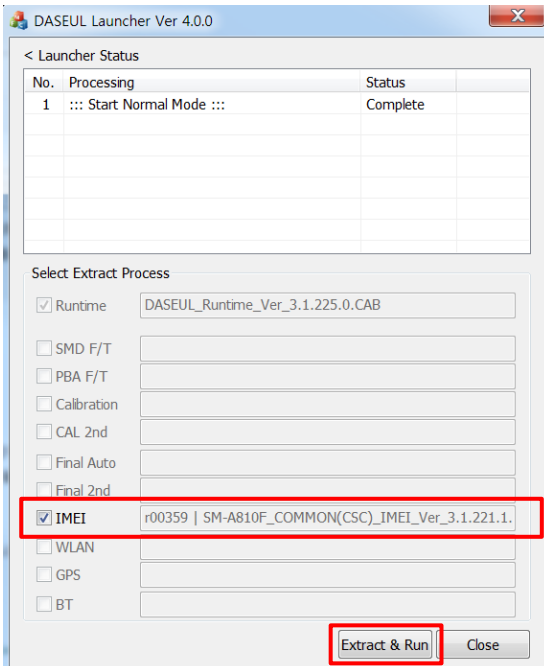 DASEUL Launcher Ver 4.0.0
< Launcher Status
No. Processing Status
1 ::: Start Normal Mode ::: Complete
Select Extract Process
Runtime DASEUL_Runtime_Ver_3.1.225.0.CAB
SMD F/T
PBA F/T
Calibration
CAL 2nd
Final Auto
Final 2nd
IMEI r00359 | SM-A810F_COMMON(CSC)_IMEI_Ver_3.1.221.1.
WLAN
GPS
BT
Extract & Run Close